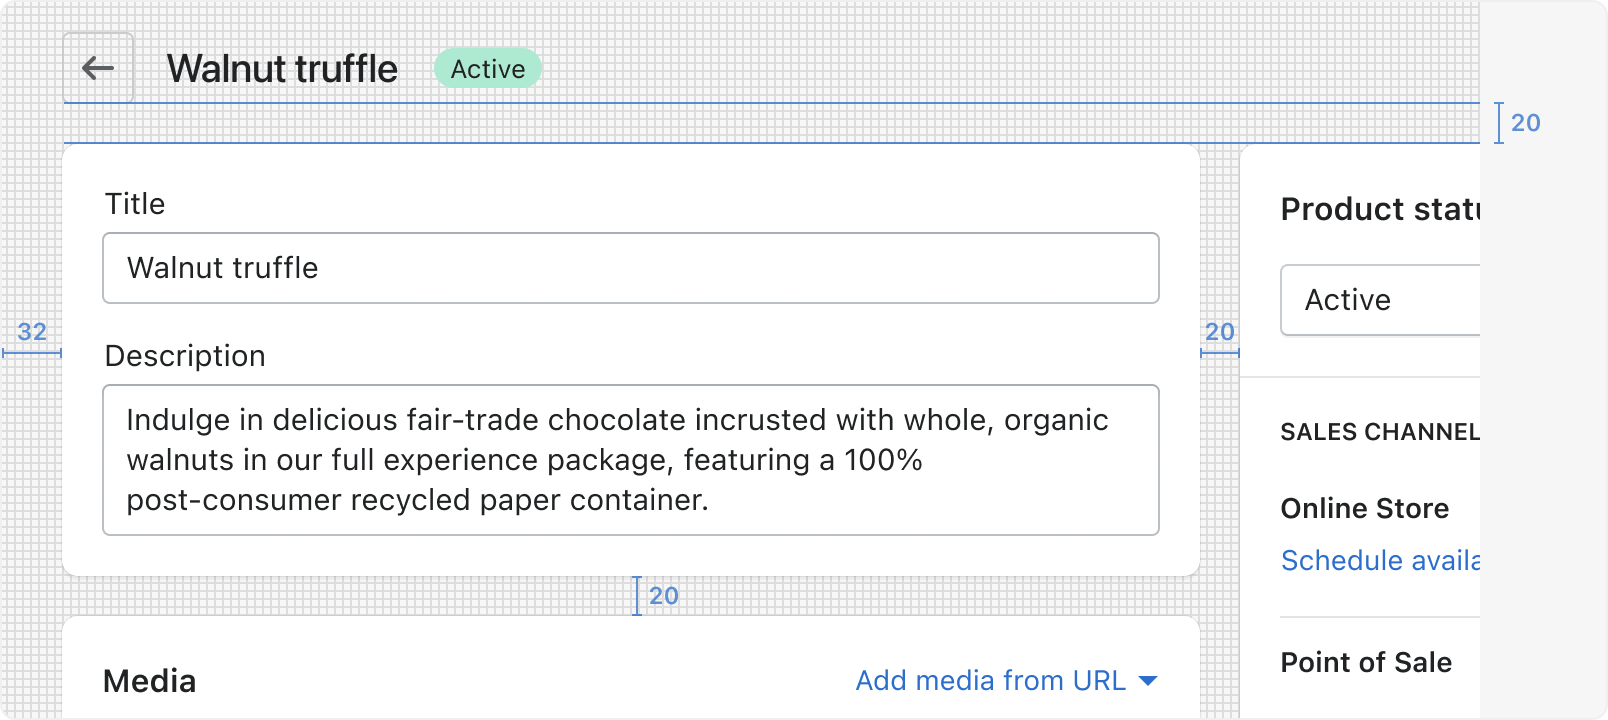 Walnut truffle Active
20
Title
Walnut truffle
Description
Indulge in delicious fair-trade chocolate incrusted with whole, organic
walnuts in our full experience package, featuring a 100%
post-consumer recycled paper container.
32
20
20
Media Add media from URL
Product statu
Active
SALES CHANNEL
Online Store
Schedule availa
Point of Sale